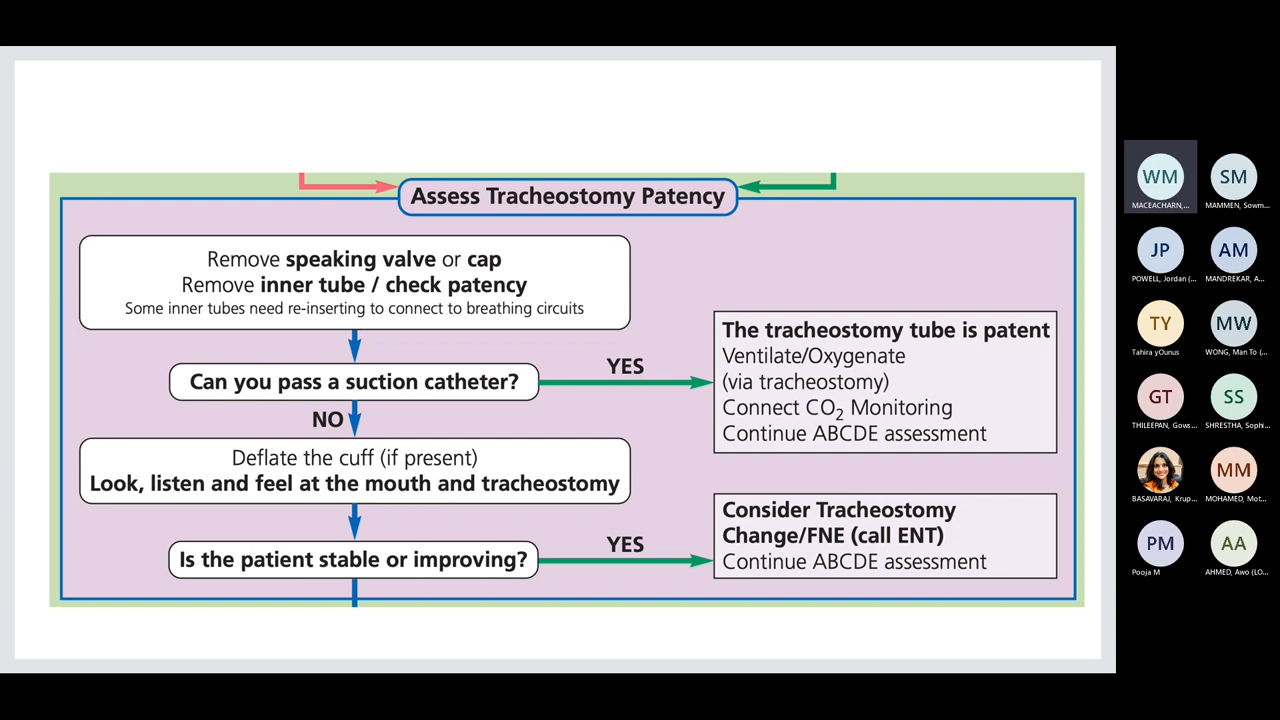 Assess Tracheostomy Patency
Remove speaking valve or cap
Remove inner tube / check patency
Some inner tubes need re-inserting to connect to breathing circuits
Can you pass a suction catheter?
YES
The tracheostomy tube is patent
Ventilate/Oxygenate
(via tracheostomy)
Connect CO₂ Monitoring
Continue ABCDE assessment
NO
Deflate the cuff (if present)
Look, listen and feel at the mouth and tracheostomy
Is the patient stable or improving?
YES
Consider Tracheostomy
Change/FNE (call ENT)
Continue ABCDE assessment
WM
MACEACHARN,...
SM
MAMMEN, Sowm...
JP
POWELL, Jordan (...
AM
MANDREKAR, A...
TY
Tahira yOunus
MW
WONG, Man To (...
GT
THILEEPAN, Gows...
SS
SHRESTHA, Sophi...
BASAVARAJ, Krup...
MM
MOHAMED, Mot...
PM
Pooja M
AA
AHMED, Awo (LO...